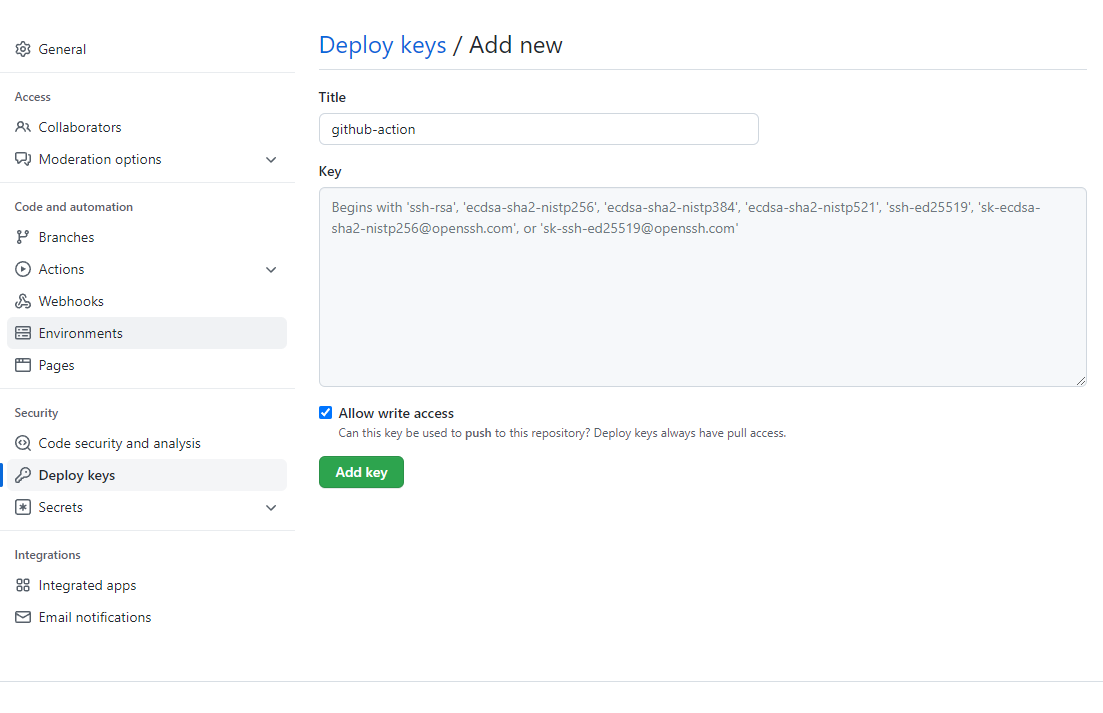 General
Access
Collaborators
Moderation options
Code and automation
Branches
Actions
Webhooks
Environments
Pages
Security
Code security and analysis
Deploy keys
Secrets
Integrations
Integrated apps
Email notifications
Deploy keys / Add new
Title
github-action
Key
Begins with 'ssh-rsa', 'ecdsa-sha2-nistp256', 'ecdsa-sha2-nistp384', 'ecdsa-sha2-nistp521', 'ssh-ed25519', 'sk-ecdsa-
sha2-nistp256@openssh.com', or 'sk-ssh-ed25519@openssh.com'
Allow write access
Can this key be used to push to this repository? Deploy keys always have pull access.
Add key